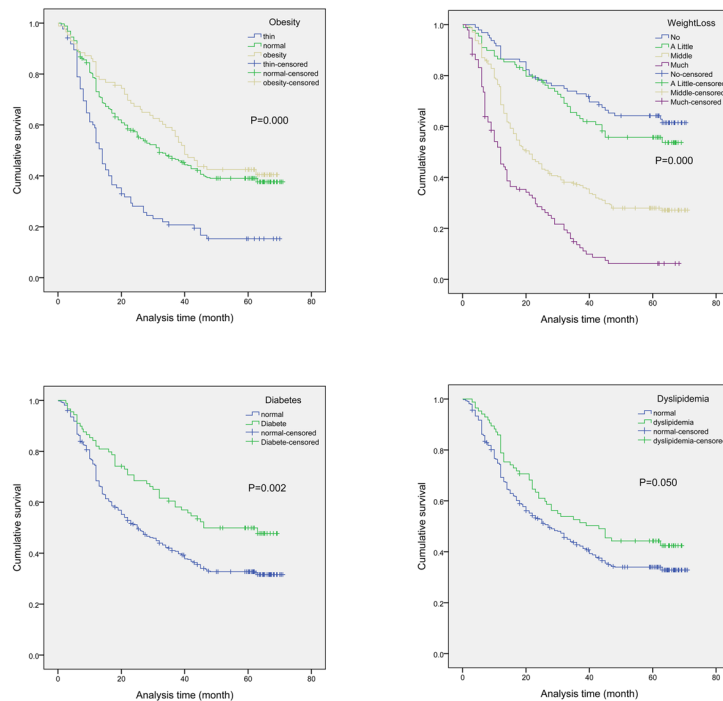 Obesity
thin
normal
obesity
thin-censored
normal-censored
obesity-censored
P=0.000
Cumulative survival
1.0
0.8
0.6
0.4
0.2
0.0
0 20 40 60 80
Analysis time (month)
WeightLoss
No
A Little
Middle
Much
No-censored
A Little-censored
Middle-censored
Much-censored
P=0.000
Cumulative survival
1.0
0.8
0.6
0.4
0.2
0.0
0 20 40 60 80
Analysis time (month)
Diabetes
normal
Diabete
normal-censored
Diabete-censored
P=0.002
Cumulative survival
1.0
0.8
0.6
0.4
0.2
0.0
0 20 40 60 80
Analysis time (month)
Dyslipidemia
normal
dyslipidemia
normal-censored
dyslipidemia-censored
P=0.050
Cumulative survival
1.0
0.8
0.6
0.4
0.2
0.0
0 20 40 60 80
Analysis time (month)